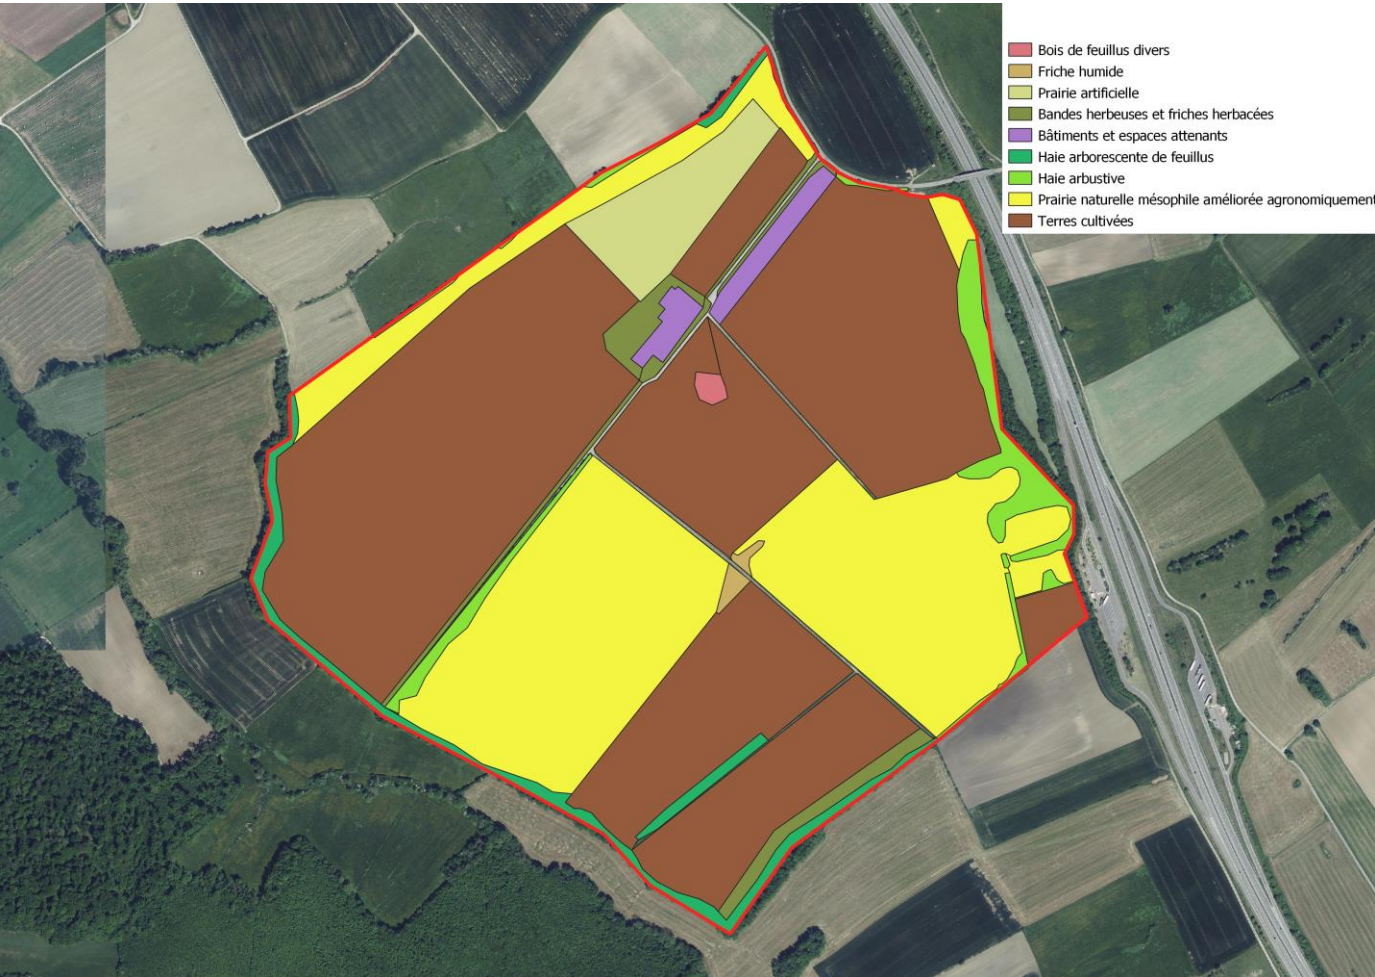 Bois de feuillus divers
Friche humide
Prairie artificielle
Bandes herbeuses et friches herbacées
Bâtiments et espaces attenants
Haie arborescente de feuillus
Haie arbustive
Prairie naturelle mésophile améliorée agronomiquement
Terres cultivées